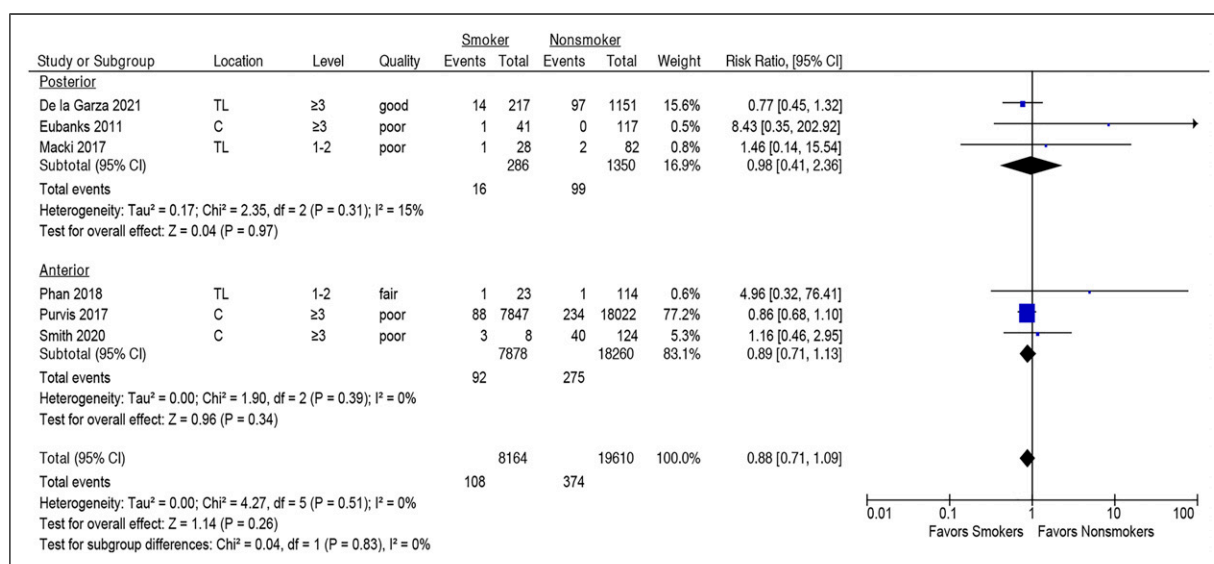 Smoker Nonsmoker
Study or Subgroup Location Level Quality Events Total Events Total Weight Risk Ratio, [95% CI]
Posterior
De la Garza 2021 TL ≥3 good 14 217 97 1151 15.6% 0.77 [0.45, 1.32]
Eubanks 2011 C ≥3 poor 1 41 0 117 0.5% 8.43 [0.35, 202.92]
Macki 2017 TL 1-2 poor 1 28 2 82 0.8% 1.46 [0.14, 15.54]
Subtotal (95% CI) 286 1350 16.9% 0.98 [0.41, 2.36]
Total events 16 99
Heterogeneity: Tau² = 0.17; Chi² = 2.35, df = 2 (P = 0.31); I² = 15%
Test for overall effect: Z = 0.04 (P = 0.97)
Anterior
Phan 2018 TL 1-2 fair 1 23 1 114 0.6% 4.96 [0.32, 76.41]
Purvis 2017 C ≥3 poor 88 7847 234 18022 77.2% 0.86 [0.68, 1.10]
Smith 2020 C ≥3 poor 3 8 40 124 5.3% 1.16 [0.46, 2.95]
Subtotal (95% CI) 7878 18260 83.1% 0.89 [0.71, 1.13]
Total events 92 275
Heterogeneity: Tau² = 0.00; Chi² = 1.90, df = 2 (P = 0.39); I² = 0%
Test for overall effect: Z = 0.96 (P = 0.34)
Total (95% CI) 8164 19610 100.0% 0.88 [0.71, 1.09]
Total events 108 374
Heterogeneity: Tau² = 0.00; Chi² = 4.27, df = 5 (P = 0.51); I² = 0%
Test for overall effect: Z = 1.14 (P = 0.26)
Test for subgroup differences: Chi² = 0.04, df = 1 (P = 0.83), I² = 0%
0.01 0.1 1 10 100
Favors Smokers Favors Nonsmokers